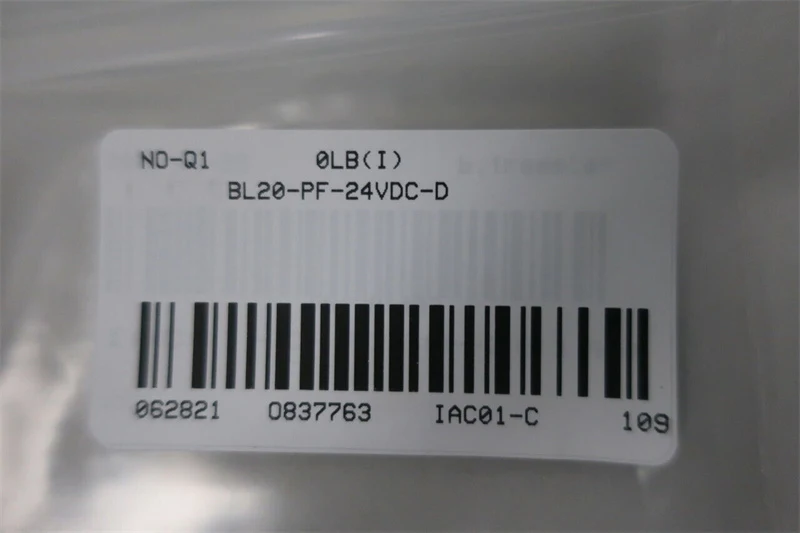 NO-Q1 0LB(I)
BL20-PF-24VDC-D
062821 0837763 IAC01-C 109